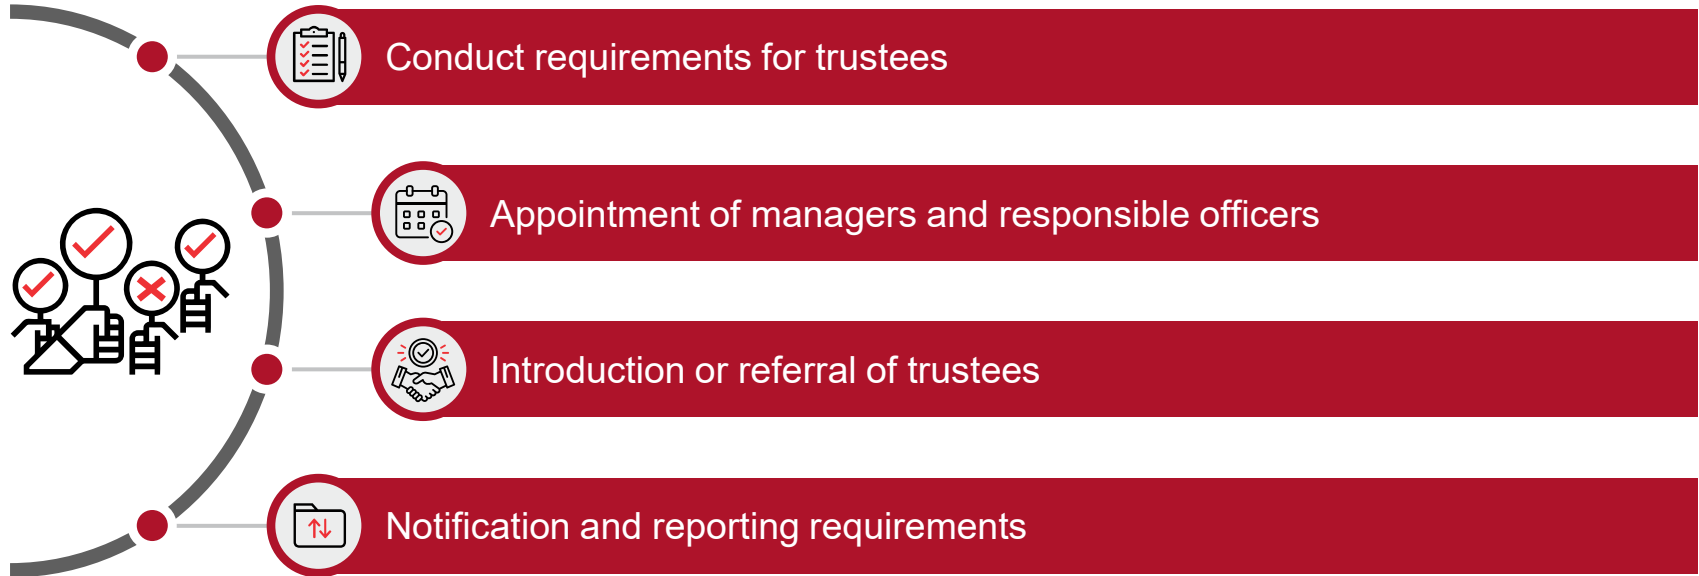 Conduct requirements for trustees
Appointment of managers and responsible officers
Introduction or referral of trustees
Notification and reporting requirements